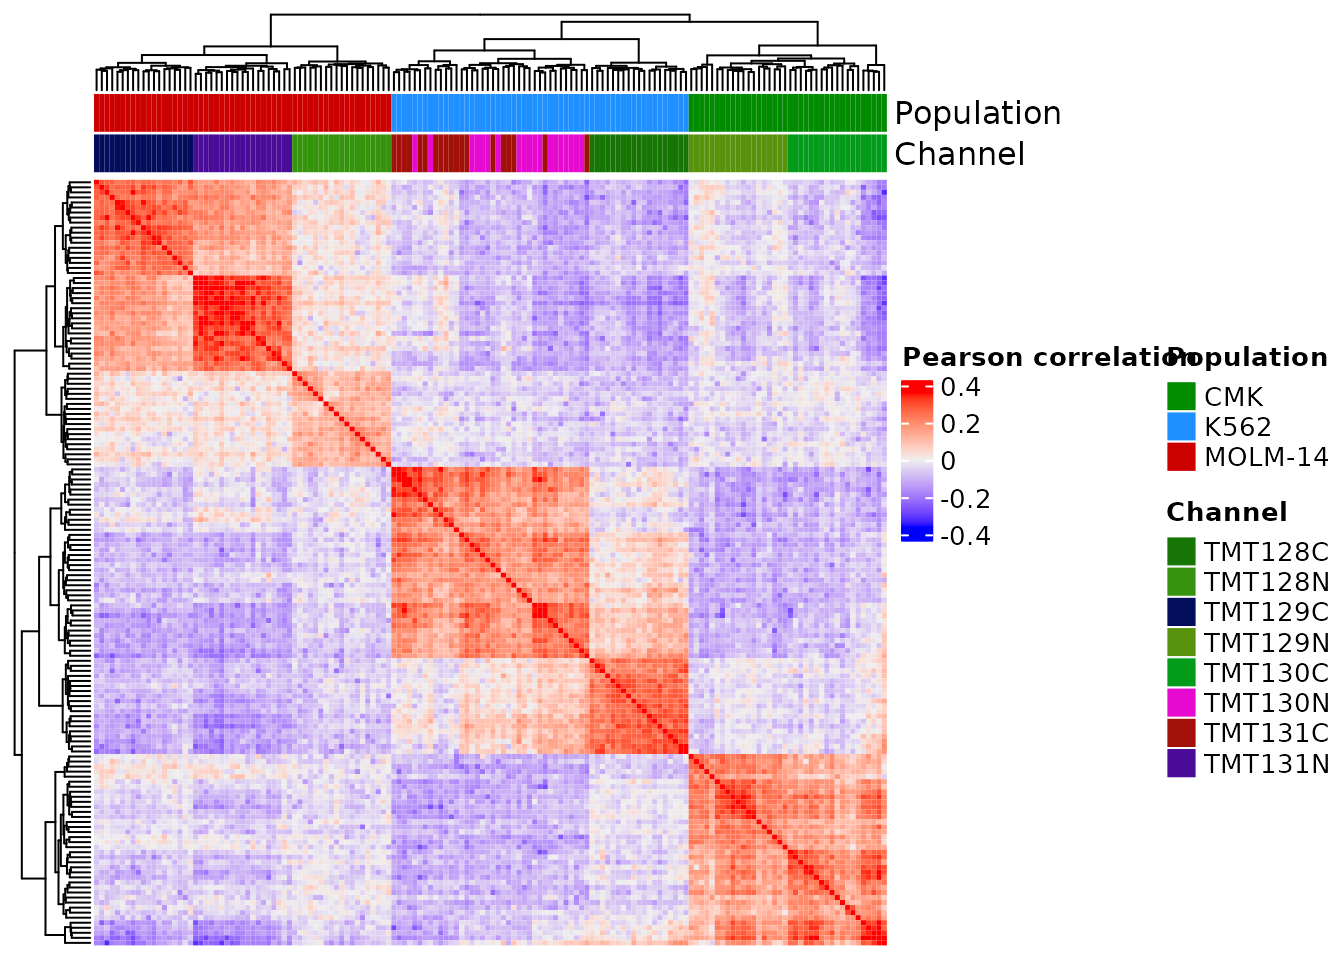 Population
Channel
Pearson correlation
0.4
0.2
0
-0.2
-0.4
Population
CMK
K562
MOLM-14
Channel
TMT128C
TMT128N
TMT129C
TMT129N
TMT130C
TMT130N
TMT131C
TMT131N